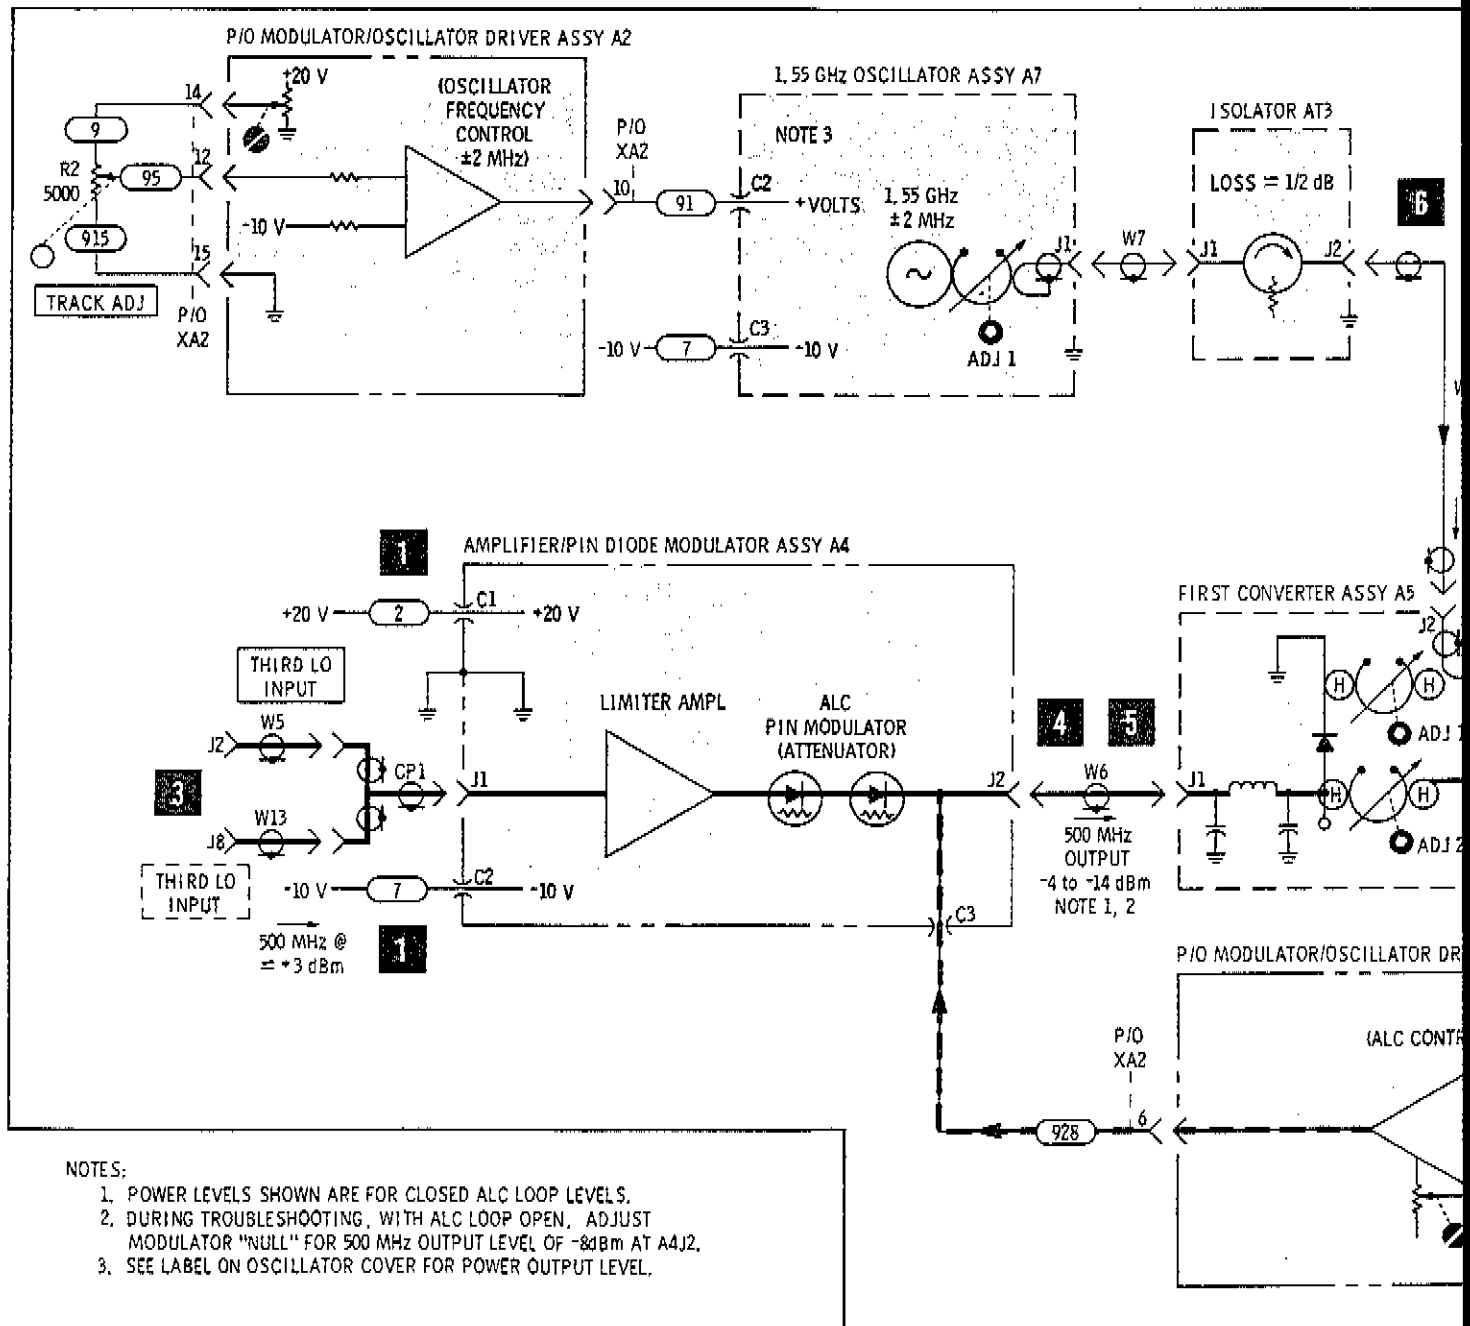 P/O MODULATOR/OSCILLATOR DRIVER ASSY A2
+20 V
14
9
(OSCILLATOR
FREQUENCY
CONTROL
±2 MHz)
R2
5000
12
95
-10 V
915
15
TRACK ADJ
P/O
XA2
P/O
XA2
10
91
1.55 GHz OSCILLATOR ASSY A7
NOTE 3
C2
+VOLTS
1.55 GHz
±2 MHz
J1
W7
C3
-10 V
7
-10 V
ADJ 1
ISOLATOR AT3
LOSS ≈ 1/2 dB
J1
J2
6
1
AMPLIFIER/PIN DIODE MODULATOR ASSY A4
+20 V
2
C1
+20 V
THIRD LO
INPUT
LIMITER AMPL
ALC
PIN MODULATOR
(ATTENUATOR)
W5
J2
CP1
J1
3
W13
J8
THIRD LO
INPUT
-10 V
7
C2
-10 V
500 MHz @
≈ +3 dBm
1
J2
4
5
W6
500 MHz
OUTPUT
-4 to -14 dBm
NOTE 1, 2
C3
FIRST CONVERTER ASSY A5
J2
H
H
ADJ 1
J1
H
H
ADJ 2
P/O MODULATOR/OSCILLATOR DR
(ALC CONTR
P/O
XA2
6
928
NOTES:
1. POWER LEVELS SHOWN ARE FOR CLOSED ALC LOOP LEVELS.
2. DURING TROUBLESHOOTING, WITH ALC LOOP OPEN, ADJUST
MODULATOR "NULL" FOR 500 MHz OUTPUT LEVEL OF -8dBm AT A4J2.
3. SEE LABEL ON OSCILLATOR COVER FOR POWER OUTPUT LEVEL.